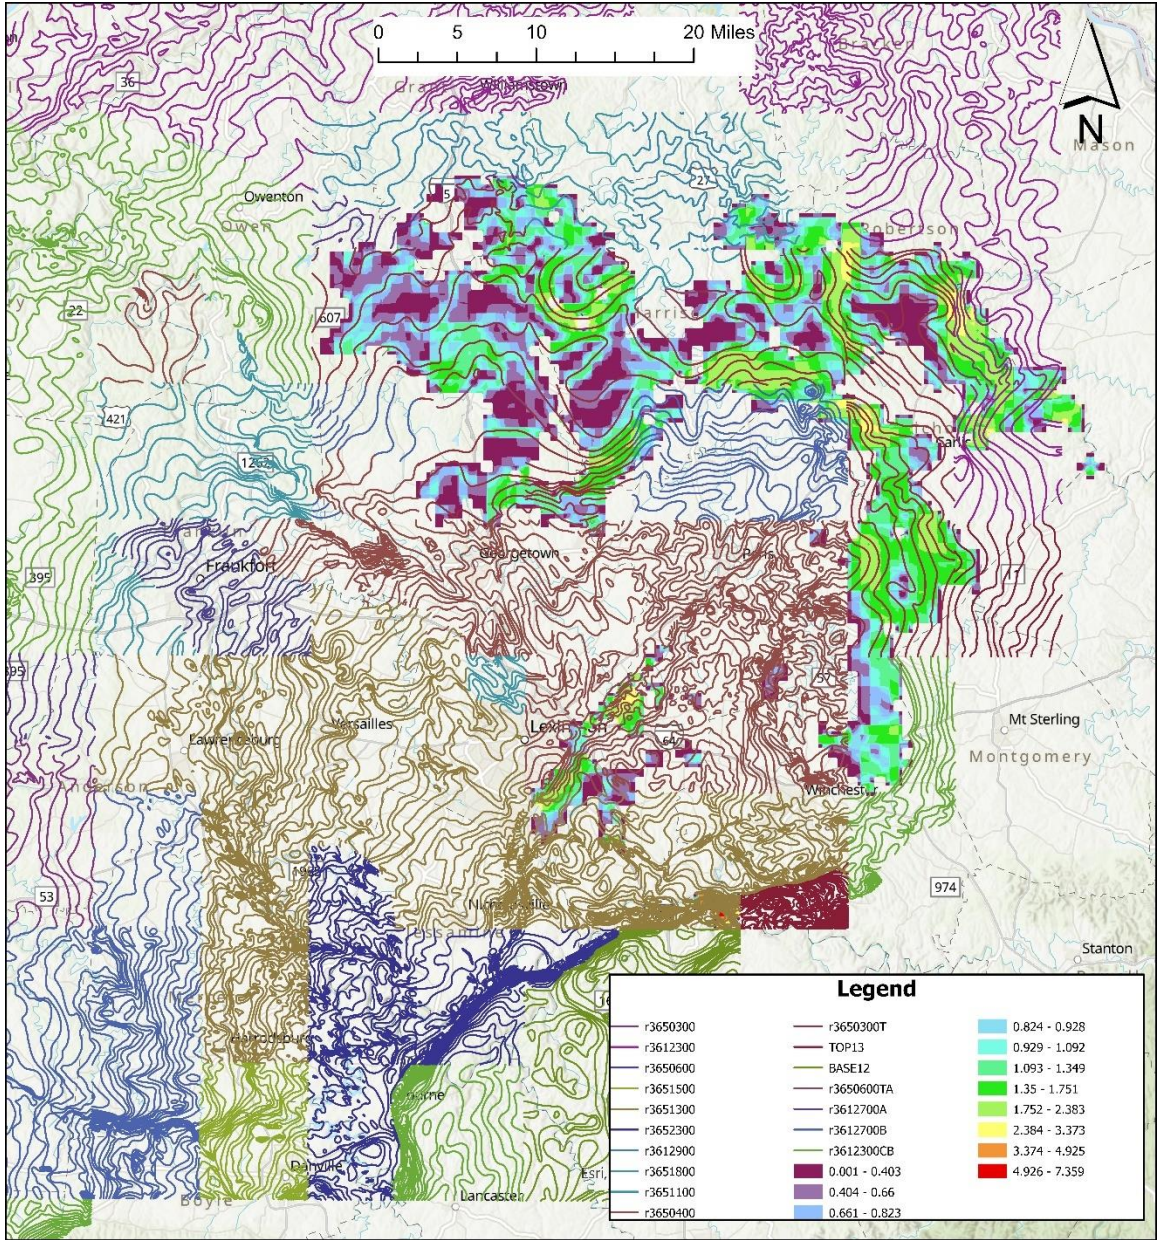 0 5 10 20 Miles
Bracken
36
Grant
Williamstown
N
Mason
27
Owenton
Owen
Robertson
22
607
421
Frankfort
Georgetown
Paris
395
11
57
Versailles
Lexington
Mt Sterling
Lawrenceburg
64
Montgomery
Anderson
Winchester
53
974
Nicholasville
Jessamine
Stanton
Harrodsburg
Danville
Esri,
Boyle
Lancaster
Legend
r3650300
r3612300
r3650600
r3651500
r3651300
r3652300
r3612900
r3651800
r3651100
r3650400
r3650300T
TOP13
BASE12
r3650600TA
r3612700A
r3612700B
r3612300CB
0.001 - 0.403
0.404 - 0.66
0.661 - 0.823
0.824 - 0.928
0.929 - 1.092
1.093 - 1.349
1.35 - 1.751
1.752 - 2.383
2.384 - 3.373
3.374 - 4.925
4.926 - 7.359